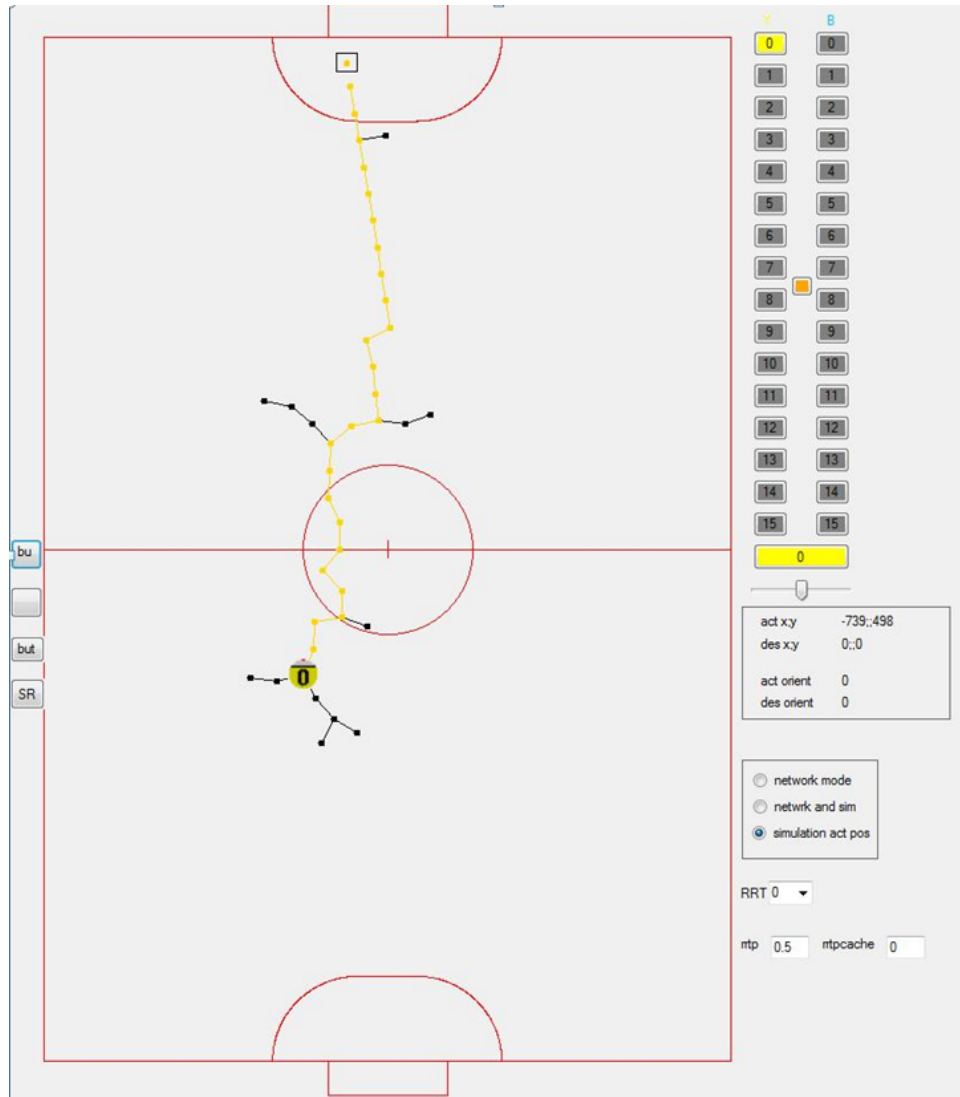 Y B
0 0
1 1
2 2
3 3
4 4
5 5
6 6
7 7
8 8
9 9
10 10
11 11
12 12
13 13
14 14
15 15
0
bu
but
SR
0
act x;y -739;;498
des x;y 0;;0
act orient 0
des orient 0
network mode
netwrk and sim
simulation act pos
RRT 0
rrtp 0.5 rrtpcache 0